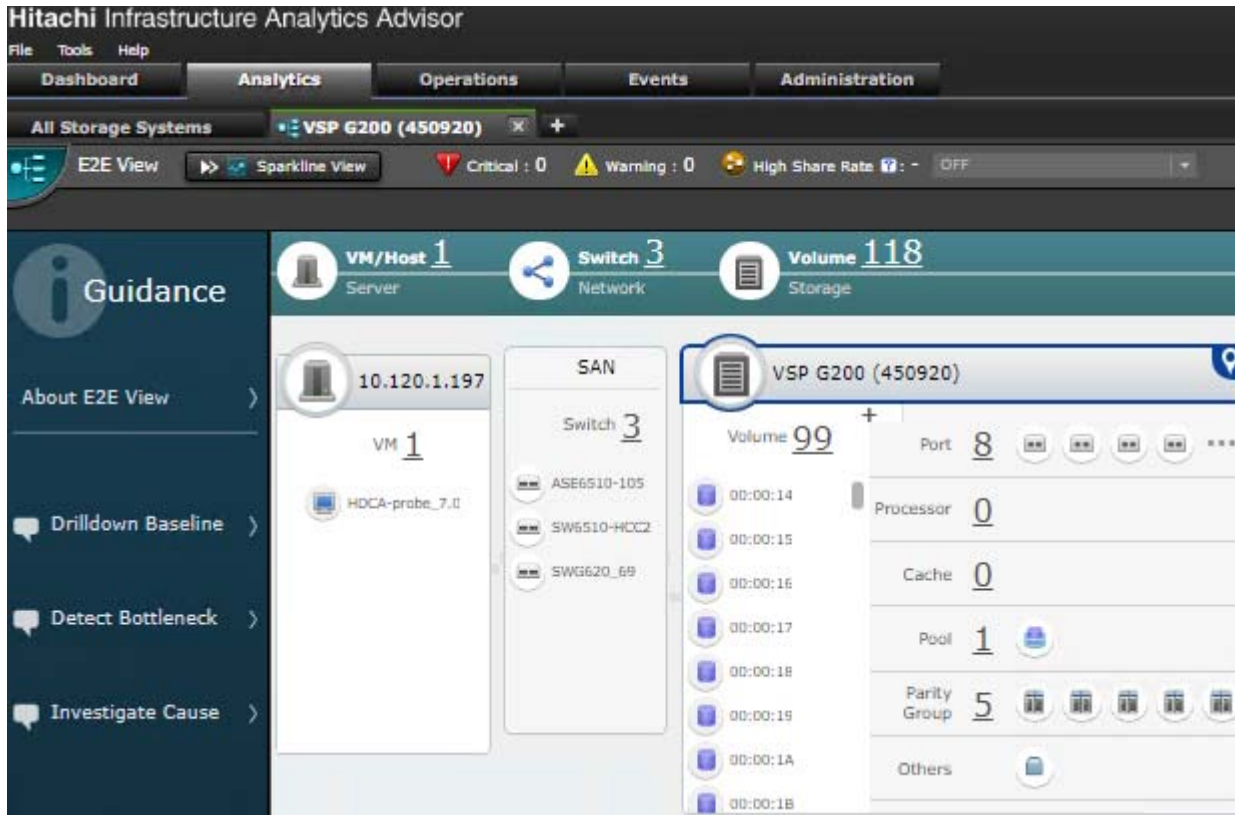 Hitachi Infrastructure Analytics Advisor
File Tools Help
Dashboard Analytics Operations Events Administration
All Storage Systems VSP G200 (450920) × +
E2E View Sparkline View Critical : 0 Warning : 0 High Share Rate ? : - OFF
i Guidance
About E2E View
Drilldown Baseline
Detect Bottleneck
Investigate Cause
VM/Host 1
Server
Switch 3
Network
Volume 118
Storage
10.120.1.197
VM 1
HDCA-probe_7.0
SAN
Switch 3
ASE6510-105
SW6510-HCC2
SWG620_69
VSP G200 (450920)
Volume 99
+
00:00:14
00:00:15
00:00:16
00:00:17
00:00:18
00:00:19
00:00:1A
00:00:1B
Port 8
Processor 0
Cache 0
Pool 1
Parity
Group 5
Others